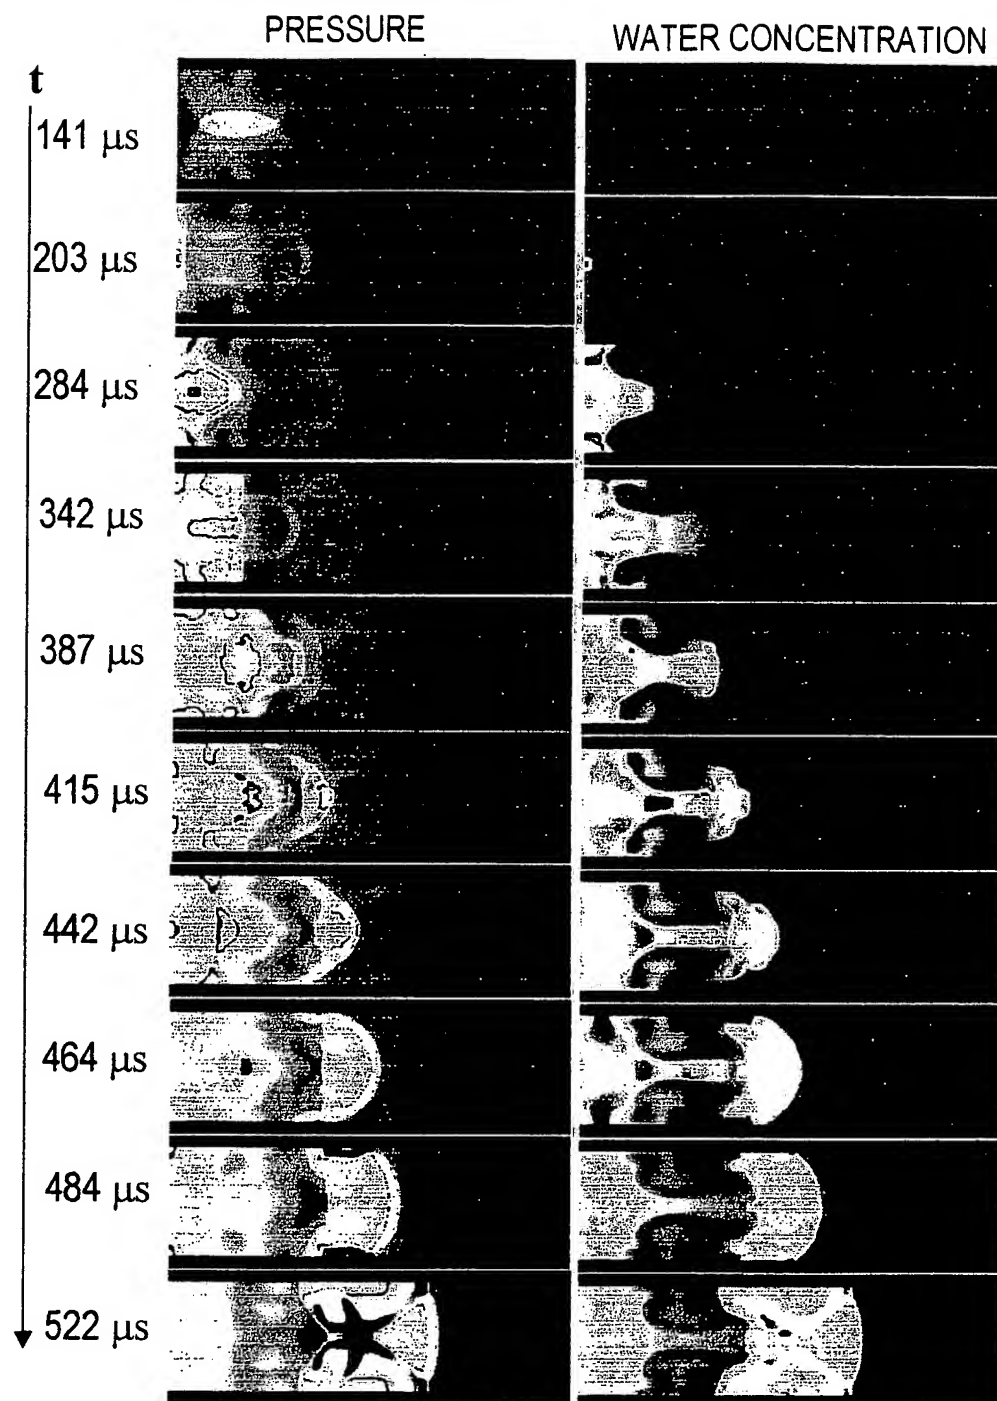 PRESSURE
WATER CONCENTRATION
t
141 µs
203 µs
284 µs
342 µs
387 µs
415 µs
442 µs
464 µs
484 µs
522 µs